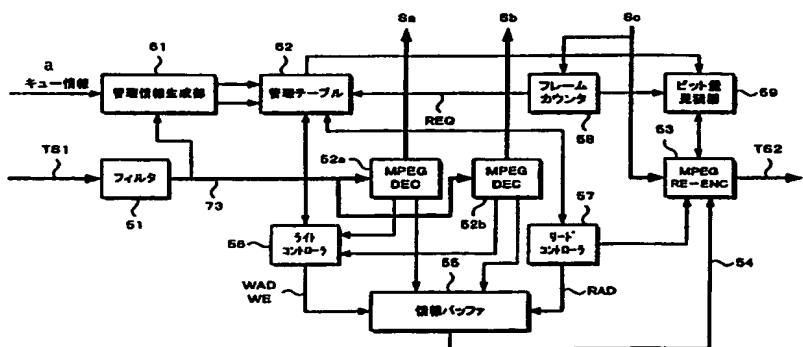 Sa
Sb
Sc
a
キュー情報
61
管理情報生成部
62
管理テーブル
REQ
フレーム
カウンタ
58
ビット量
見積器
59
TS1
フィルタ
51
73
52a
MPEG
DEC
MPEG
DEC
52b
53
MPEG
RE-ENC
TS2
56
ライト
コントローラ
57
リード
コントローラ
54
WAD
WE
55
情報バッファ
RAD